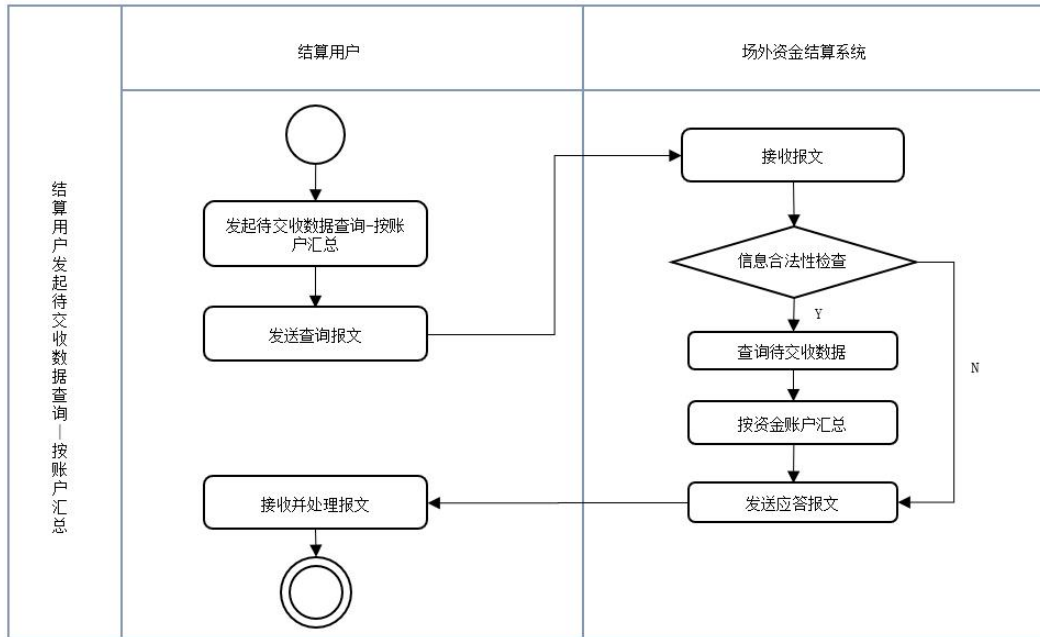 结算用户
场外资金结算系统
结算用户发起待交收数据查询—按账户汇总
发起待交收数据查询-按账
户汇总
发送查询报文
接收并处理报文
接收报文
信息合法性检查
Y
N
查询待交收数据
按资金账户汇总
发送应答报文